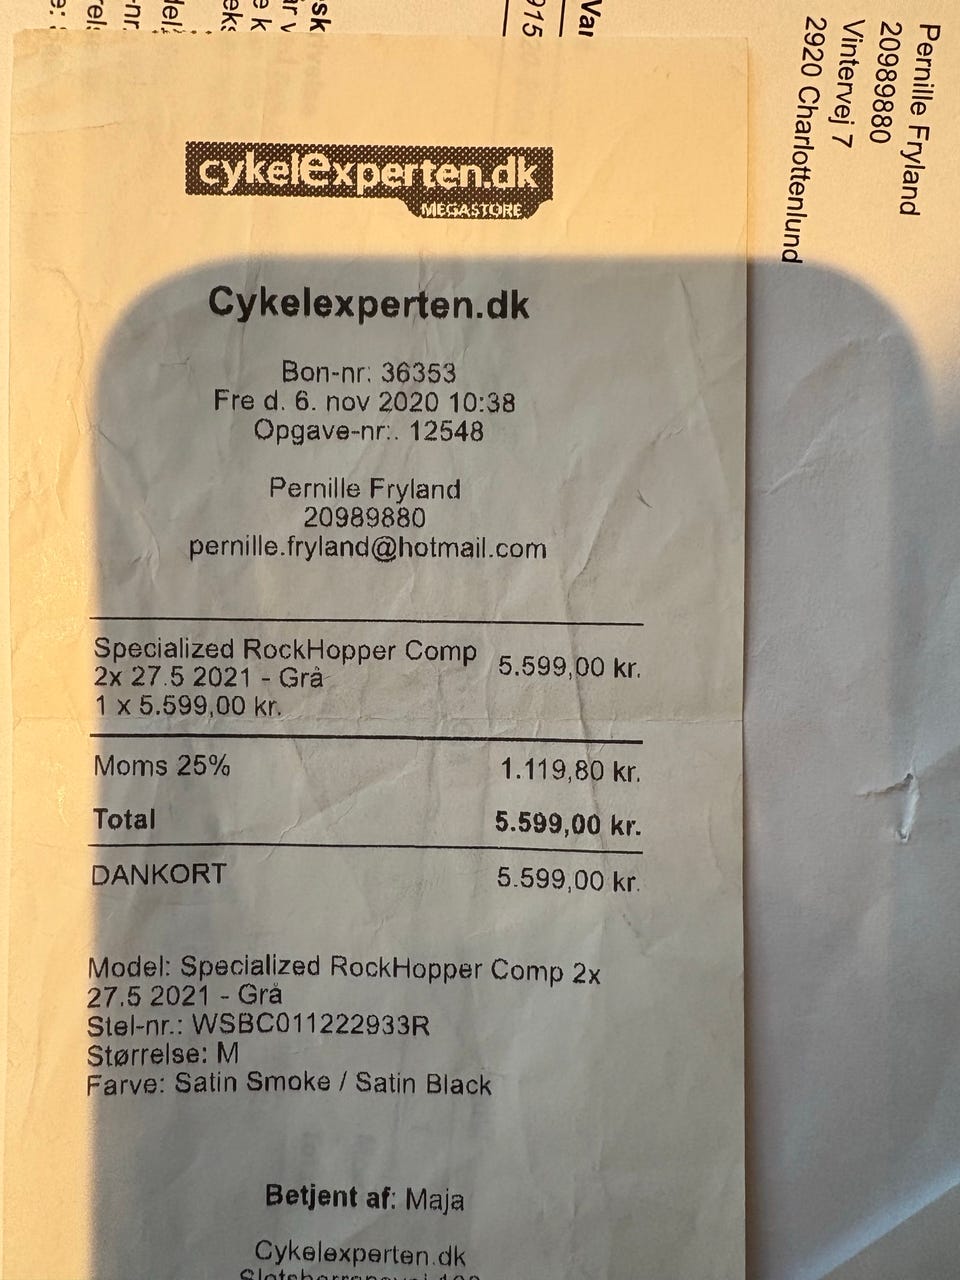 Pernille Fryland
20989880
Vintervej 7
2920 Charlottenlund
cykelexperten.dk
MEGASTORE
Cykelexperten.dk
Bon-nr: 36353
Fre d. 6. nov 2020 10:38
Opgave-nr:. 12548
Pernille Fryland
20989880
pernille.fryland@hotmail.com
Specialized RockHopper Comp 5.599,00 kr.
2x 27.5 2021 - Grå
1 x 5.599,00 kr.
Moms 25% 1.119,80 kr.
Total 5.599,00 kr.
DANKORT 5.599,00 kr.
Model: Specialized RockHopper Comp 2x
27.5 2021 - Grå
Stel-nr.: WSBC011222933R
Størrelse: M
Farve: Satin Smoke / Satin Black
Betjent af: Maja
Cykelexperten.dk